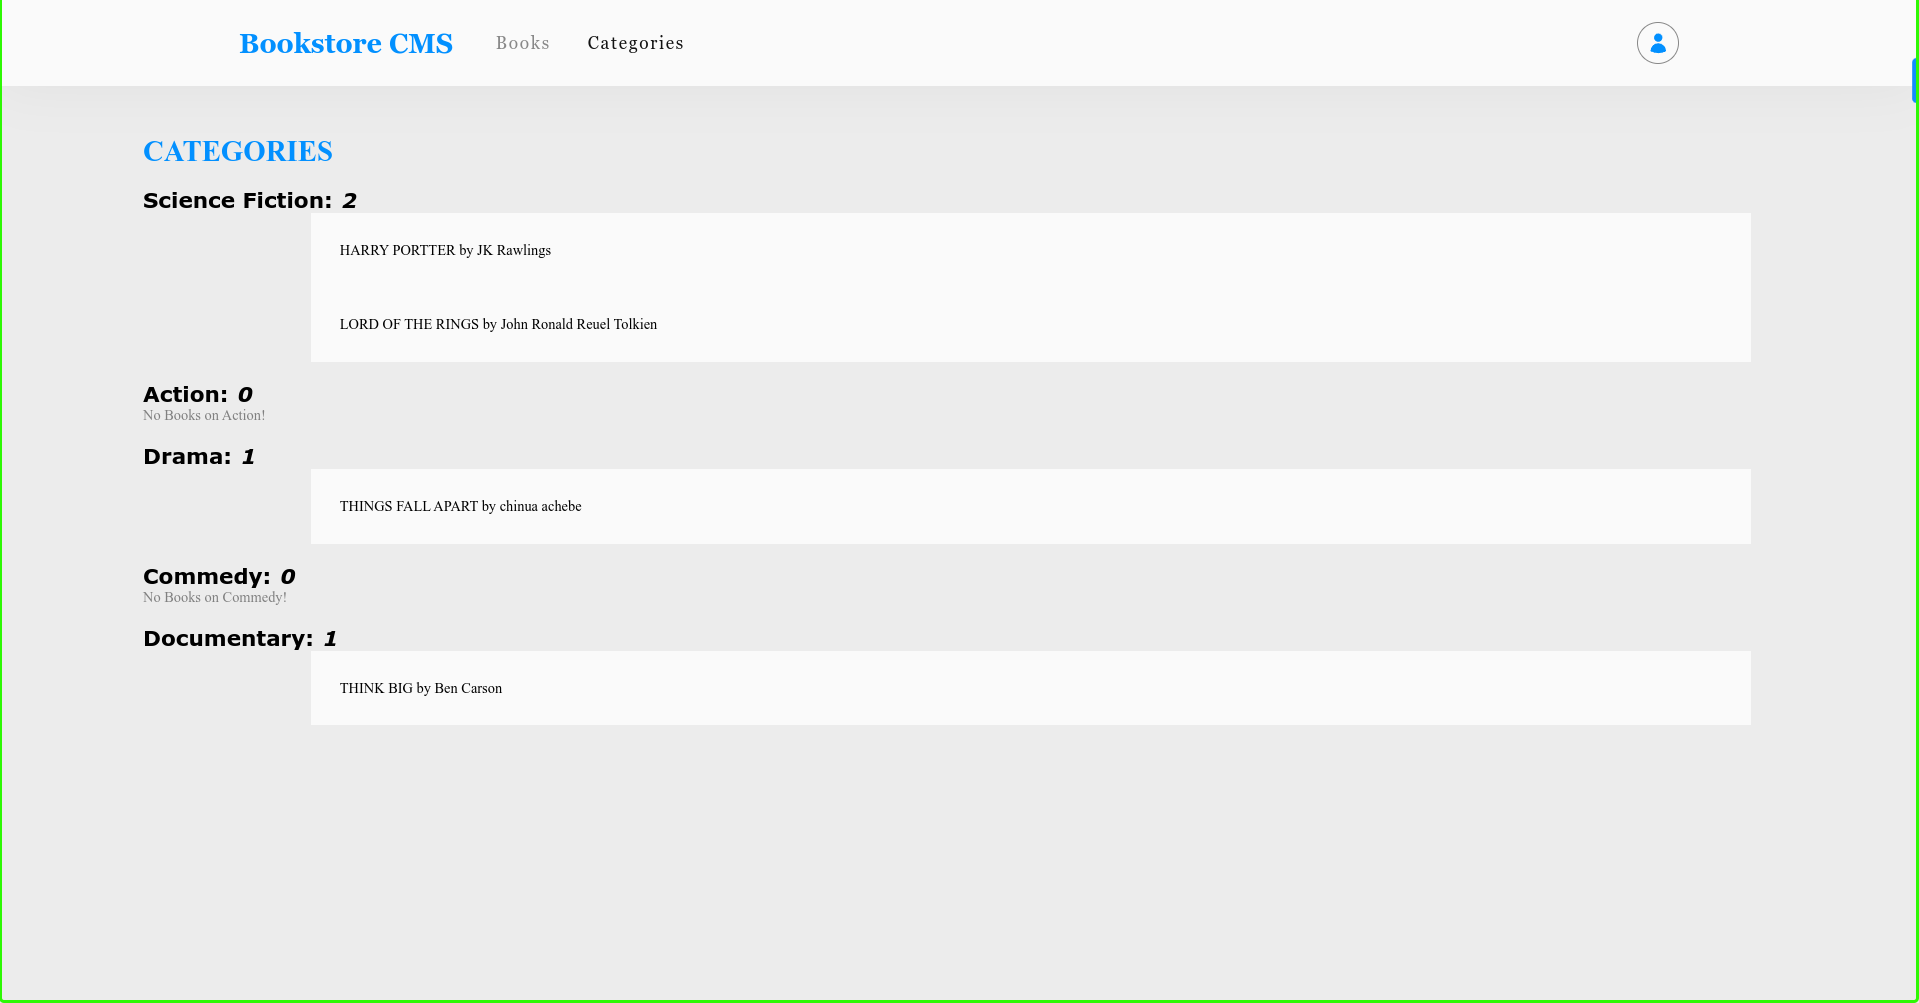 Bookstore CMS Books Categories
CATEGORIES
Science Fiction: 2
HARRY PORTTER by JK Rawlings
LORD OF THE RINGS by John Ronald Reuel Tolkien
Action: 0
No Books on Action!
Drama: 1
THINGS FALL APART by chinua achebe
Commedy: 0
No Books on Commedy!
Documentary: 1
THINK BIG by Ben Carson